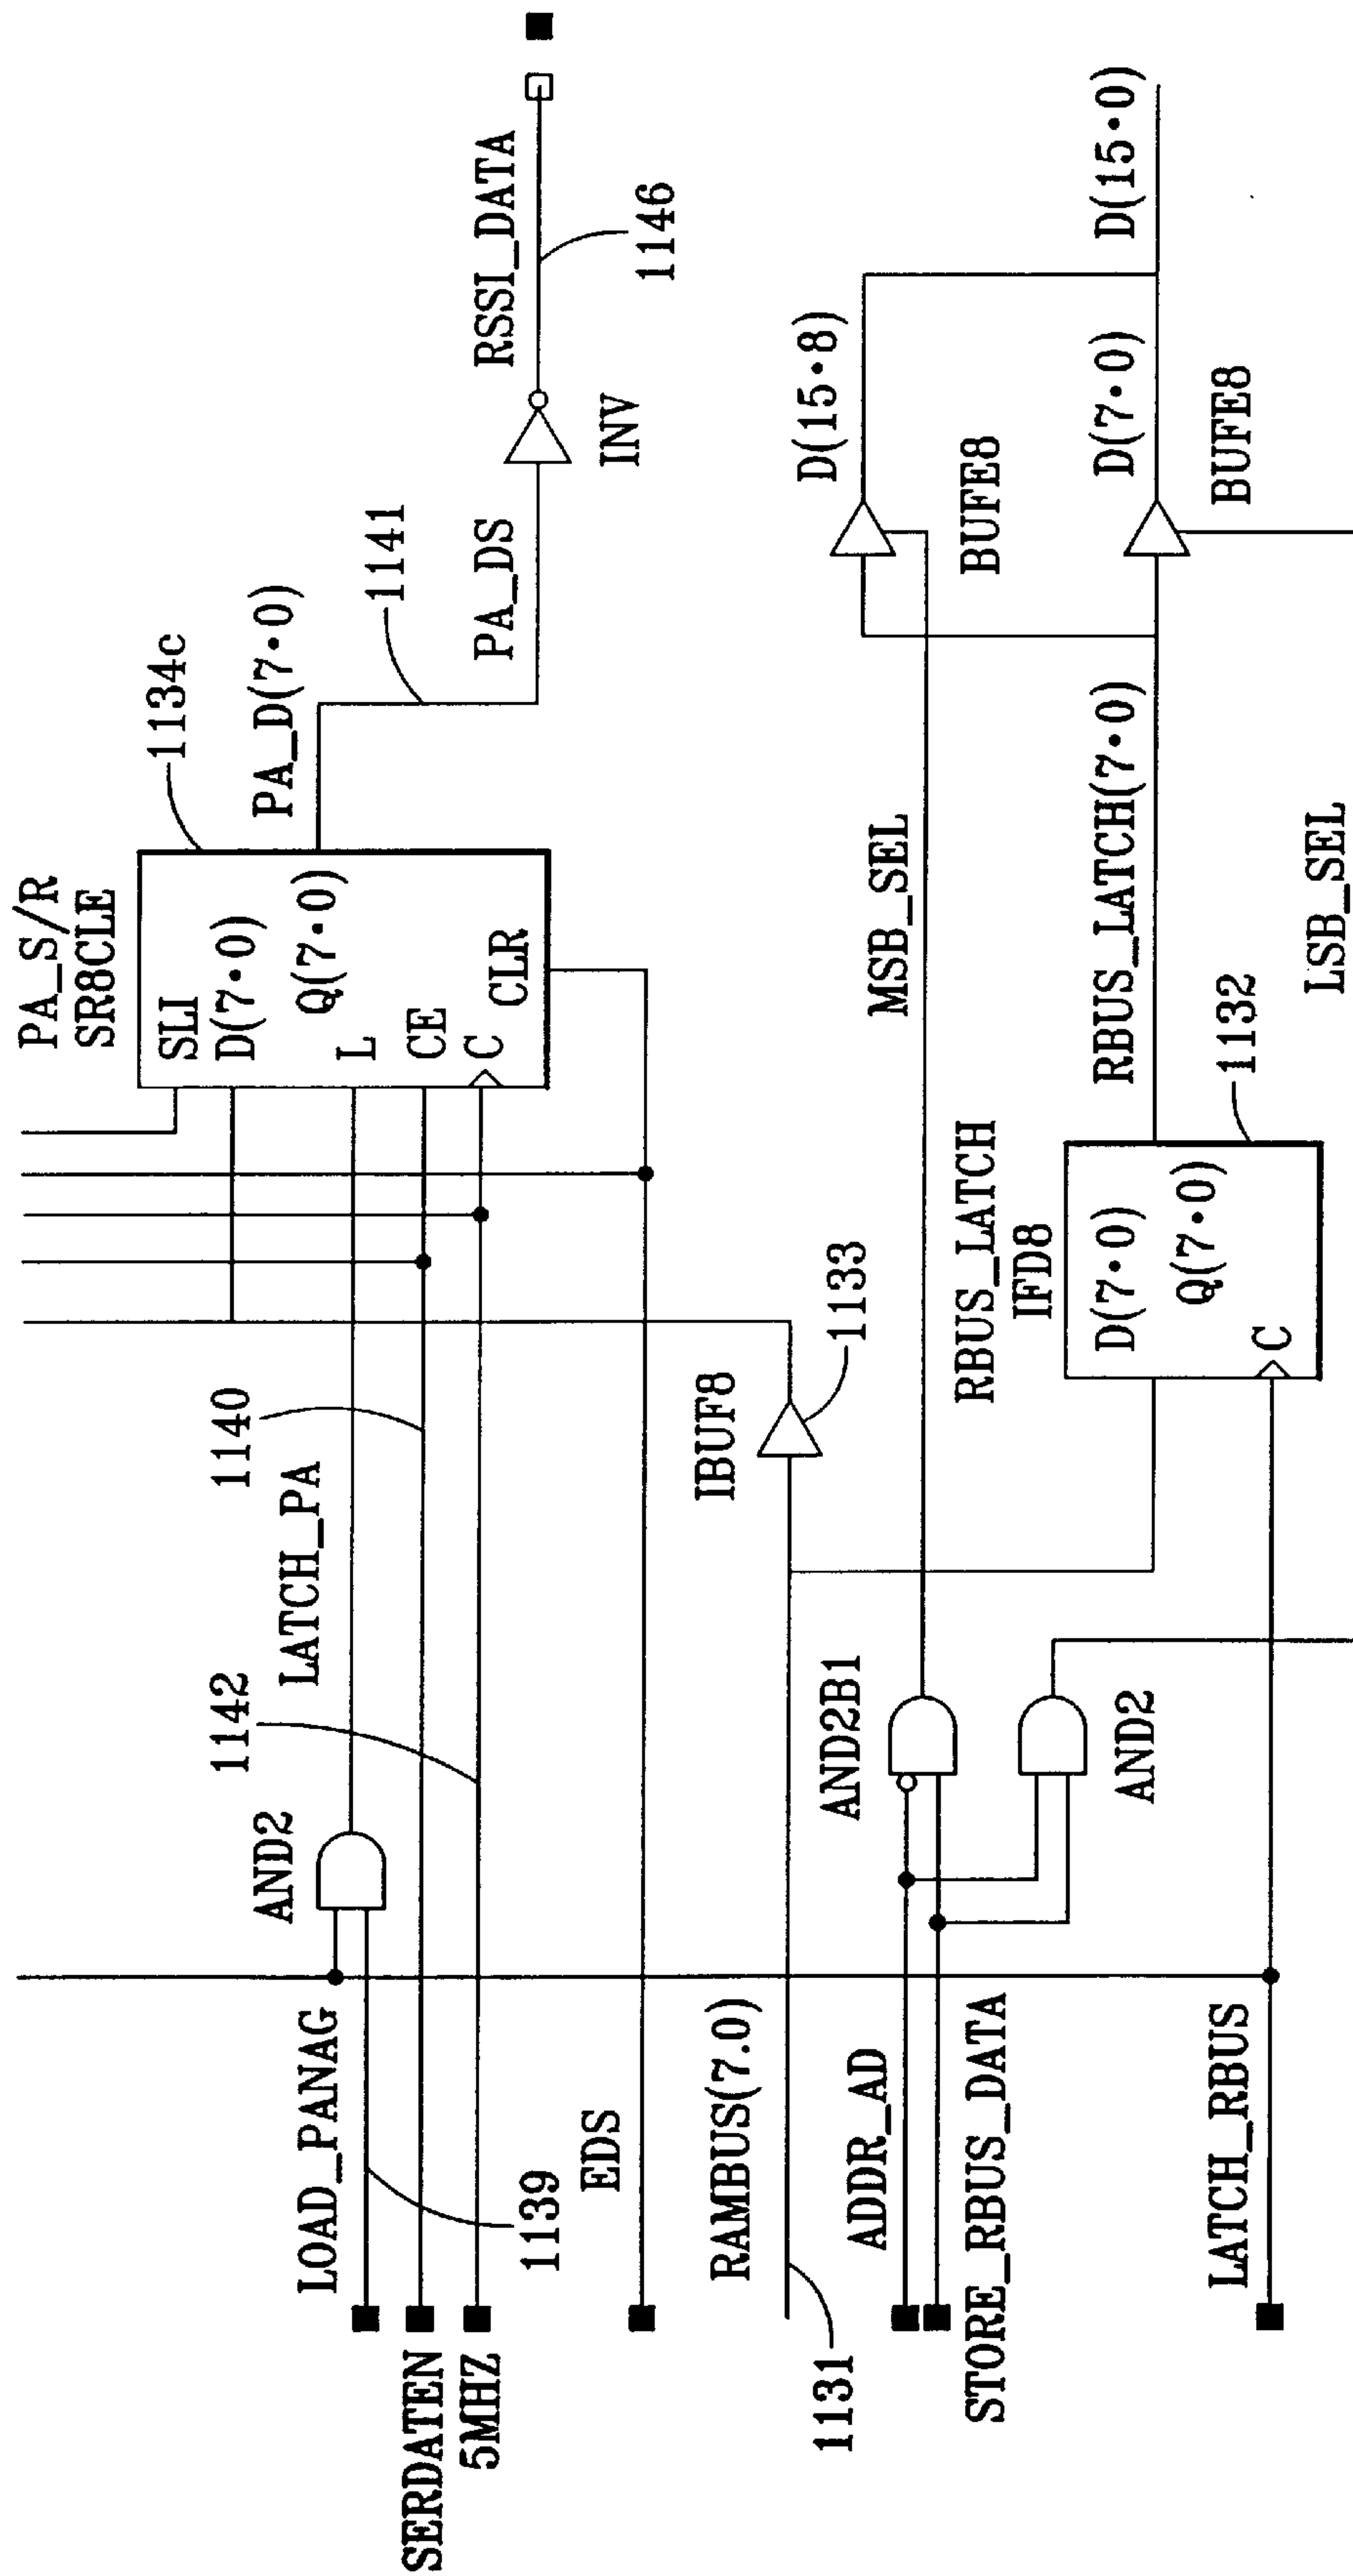 PA_S/R
SR8CLE
1134c
SLI
D(7·0)
Q(7·0)
L
CE
C
CLR
PA_D(7·0)
1141
PA_DS
INV
RSSI_DATA
1146
AND2
LOAD_PANAG
1139
LATCH_PA
1142
1140
SERDATEN
5MHZ
EDS
RAMBUS(7.0)
1131
IBUF8
1133
ADDR_AD
STORE_RBUS_DATA
AND2B1
AND2
MSB_SEL
RBUS_LATCH
IFD8
D(7·0)
Q(7·0)
C
1132
LATCH_RBUS
RBUS_LATCH(7·0)
LSB_SEL
BUFE8
D(15·8)
BUFE8
D(7·0)
D(15·0)